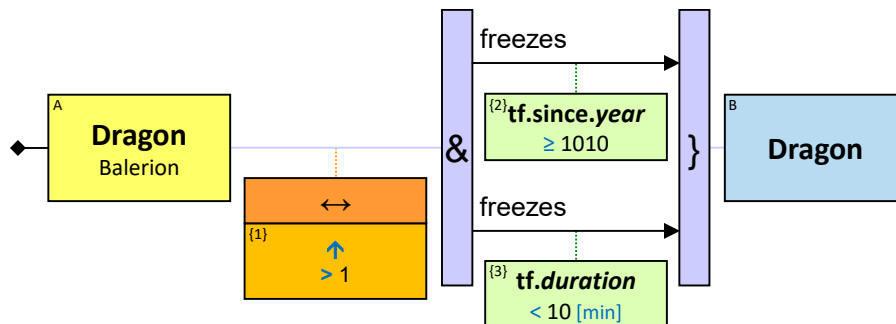 A
Dragon
Balerion
↔
{1}
↑
> 1
&
freezes
{2} tf.since.year
≥ 1010
freezes
{3} tf.duration
< 10 [min]
}
B
Dragon